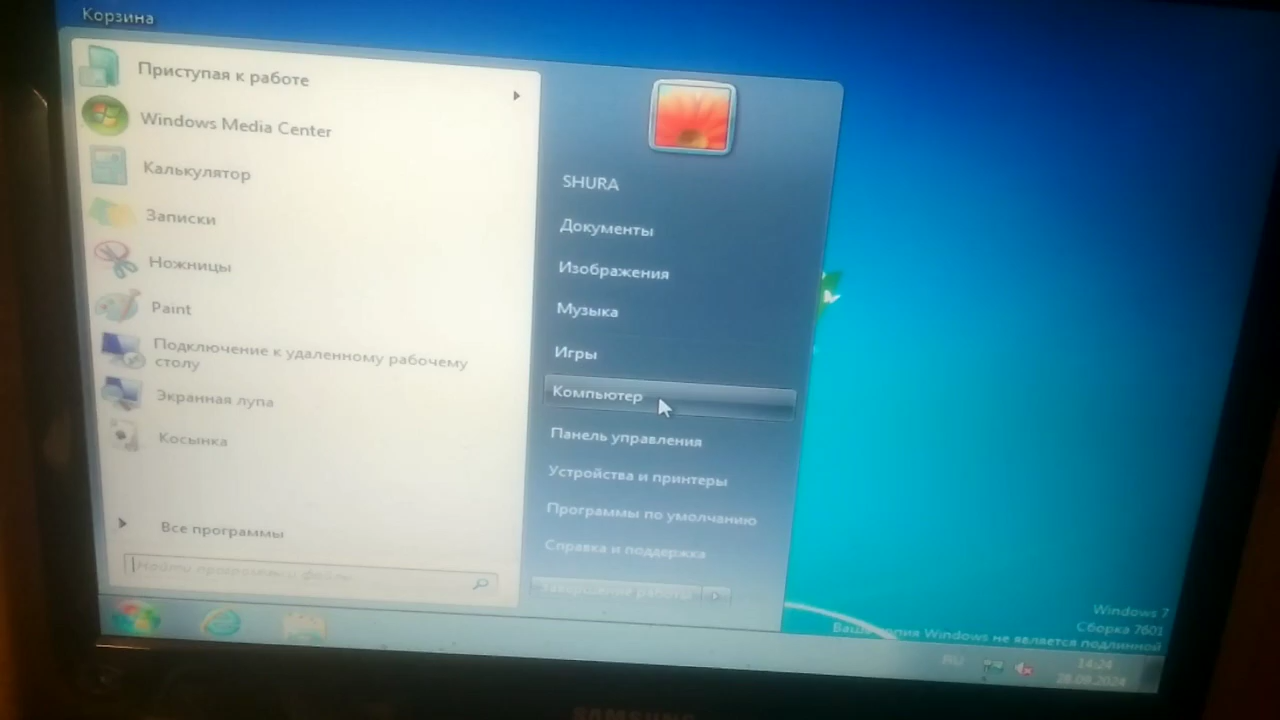 Корзина
Приступая к работе
Windows Media Center
Калькулятор
Записки
Ножницы
Paint
Подключение к удаленному рабочему
столу
Экранная лупа
Косынка
Все программы
Найти программы и файлы
SHURA
Документы
Изображения
Музыка
Игры
Компьютер
Панель управления
Устройства и принтеры
Программы по умолчанию
Справка и поддержка
Завершение работы
Windows 7
Сборка 7601
Ваша копия Windows не является подлинной
RU
14:24
28.09.2024
SAMSUNG